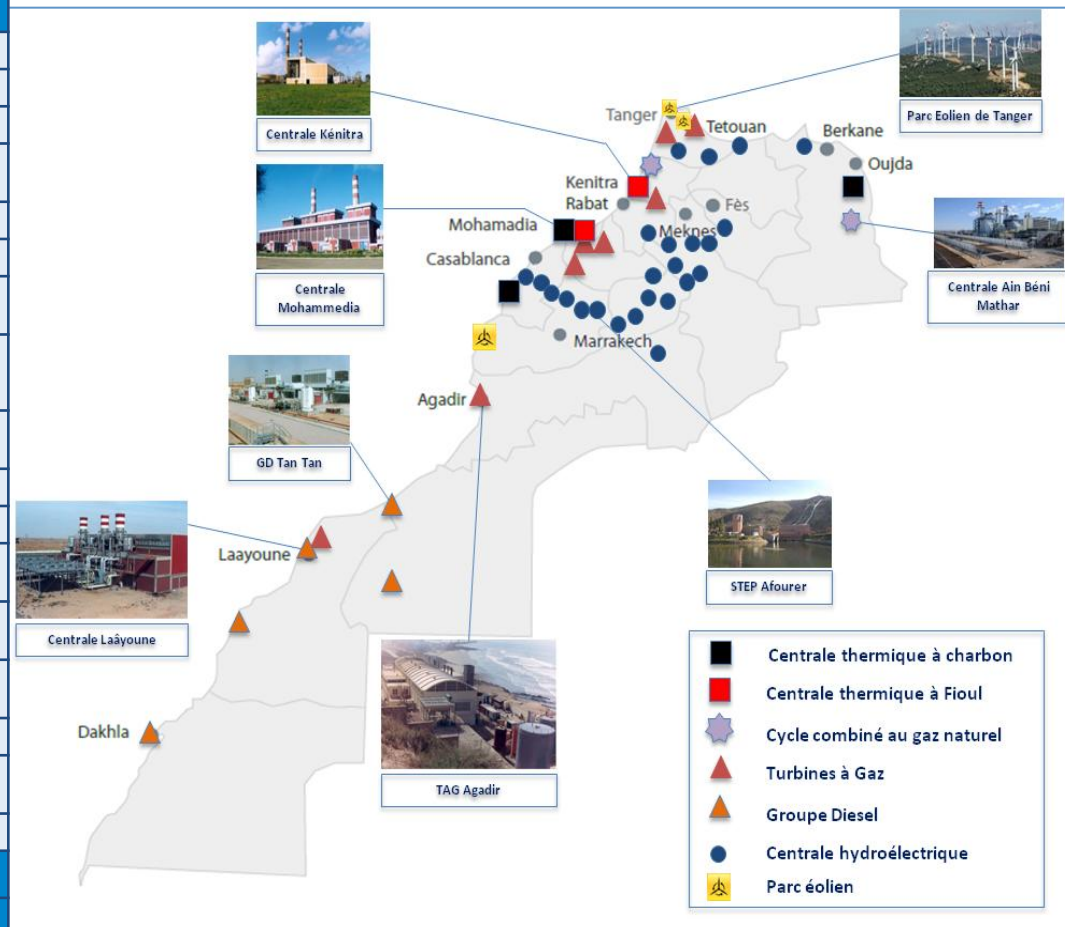 Centrale Kénitra
Parc Eolien de Tanger
Tanger
Tetouan
Berkane
Oujda
Kenitra
Rabat
Fès
Mohamadia
Meknes
Casablanca
Centrale
Mohammedia
Centrale Ain Béni
Mathar
Marrakech
Agadir
GD Tan Tan
Laayoune
STEP Afourer
Centrale Laâyoune
Dakhla
TAG Agadir
Centrale thermique à charbon
Centrale thermique à Fioul
Cycle combiné au gaz naturel
Turbines à Gaz
Groupe Diesel
Centrale hydroélectrique
Parc éolien